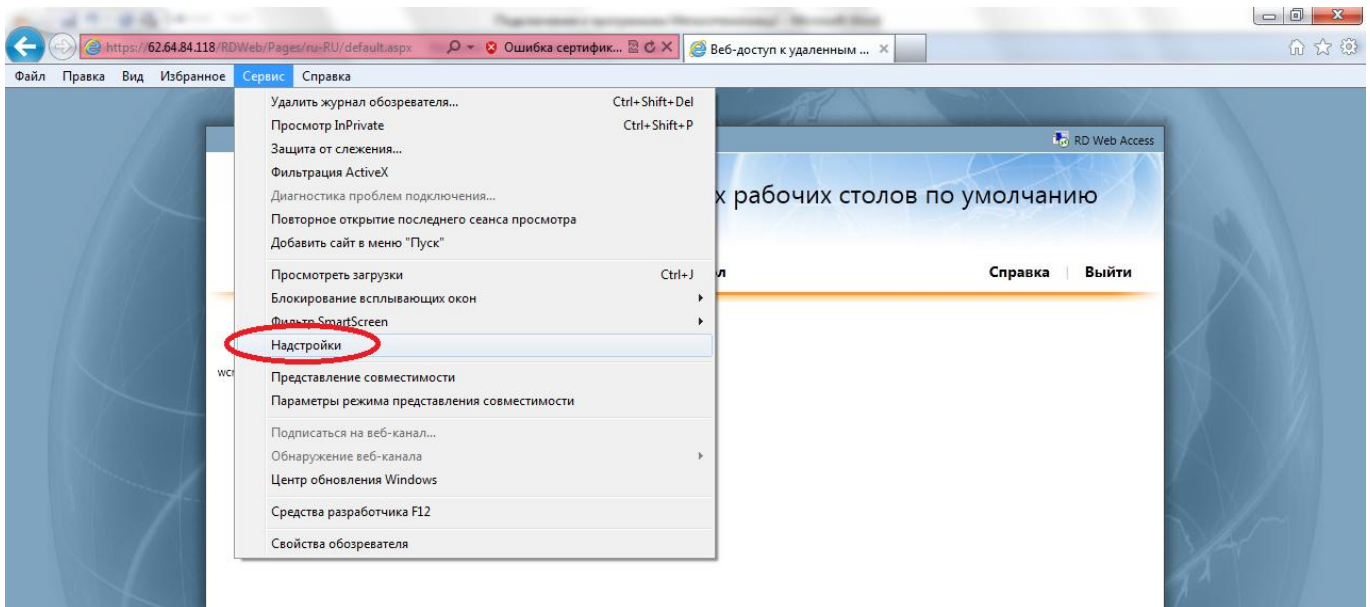 https://62.64.84.118/RDWeb/Pages/ru-RU/default.aspx Ошибка сертифик... Веб-доступ к удаленным ...
Файл Правка Вид Избранное Сервис Справка
Удалить журнал обозревателя... Ctrl+Shift+Del
Просмотр InPrivate Ctrl+Shift+P
Защита от слежения...
RD Web Access
Фильтрация ActiveX
Диагностика проблем подключения...
х рабочих столов по умолчанию
Повторное открытие последнего сеанса просмотра
Добавить сайт в меню "Пуск"
Просмотреть загрузки Ctrl+J
Справка | Выйти
Блокирование всплывающих окон
Фильтр SmartScreen
Надстройки
Представление совместимости
Параметры режима представления совместимости
Подписаться на веб-канал...
Обнаружение веб-канала
Центр обновления Windows
Средства разработчика F12
Свойства обозревателя